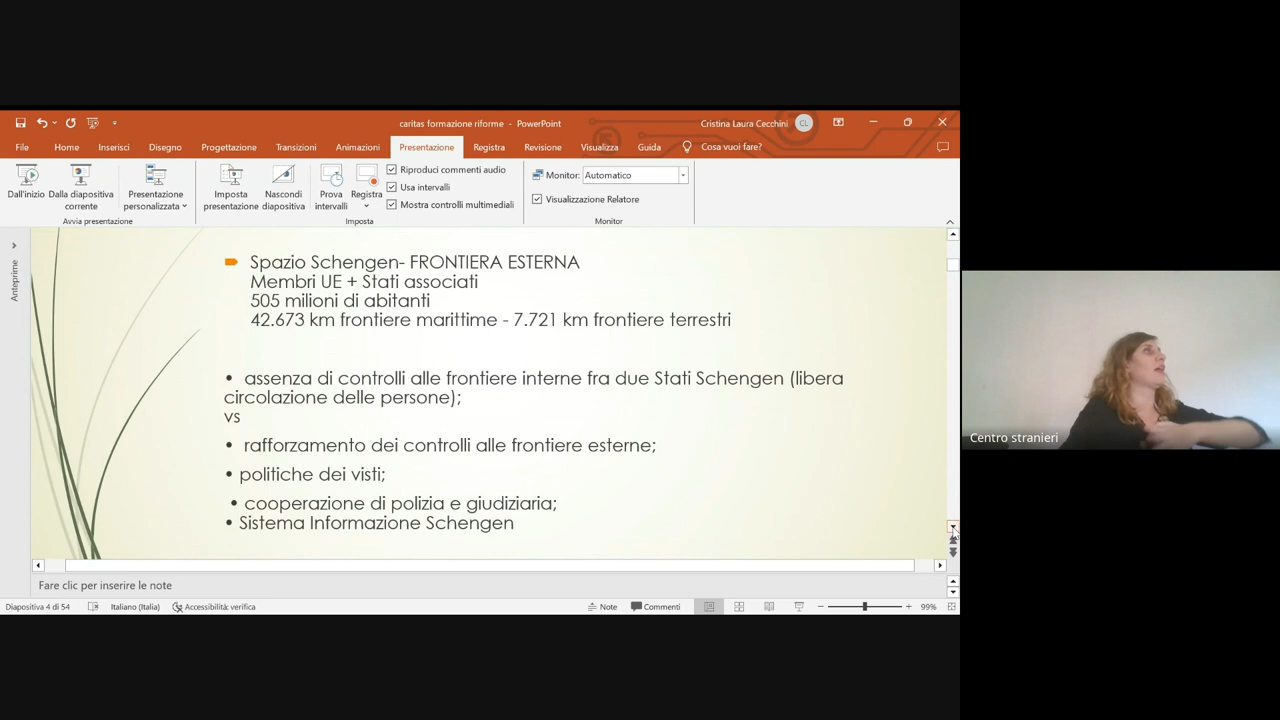 caritas formazione riforme - PowerPoint
Cristina Laura Cecchini CL
File Home Inserisci Disegno Progettazione Transizioni Animazioni Presentazione Registra Revisione Visualizza Guida Cosa vuoi fare?
Dall'inizio
Dalla diapositiva
corrente
Presentazione
personalizzata
Avvia presentazione
Imposta
presentazione
Nascondi
diapositiva
Prova
intervalli
Registra
Riproduci commenti audio
Usa intervalli
Mostra controlli multimediali
Imposta
Monitor: Automatico
Visualizzazione Relatore
Monitor
Anteprime
Spazio Schengen- FRONTIERA ESTERNA
Membri UE + Stati associati
505 milioni di abitanti
42.673 km frontiere marittime - 7.721 km frontiere terrestri
• assenza di controlli alle frontiere interne fra due Stati Schengen (libera
circolazione delle persone);
vs
• rafforzamento dei controlli alle frontiere esterne;
• politiche dei visti;
• cooperazione di polizia e giudiziaria;
• Sistema Informazione Schengen
Fare clic per inserire le note
Diapositiva 4 di 54 Italiano (Italia) Accessibilità: verifica Note Commenti 99%
Centro stranieri